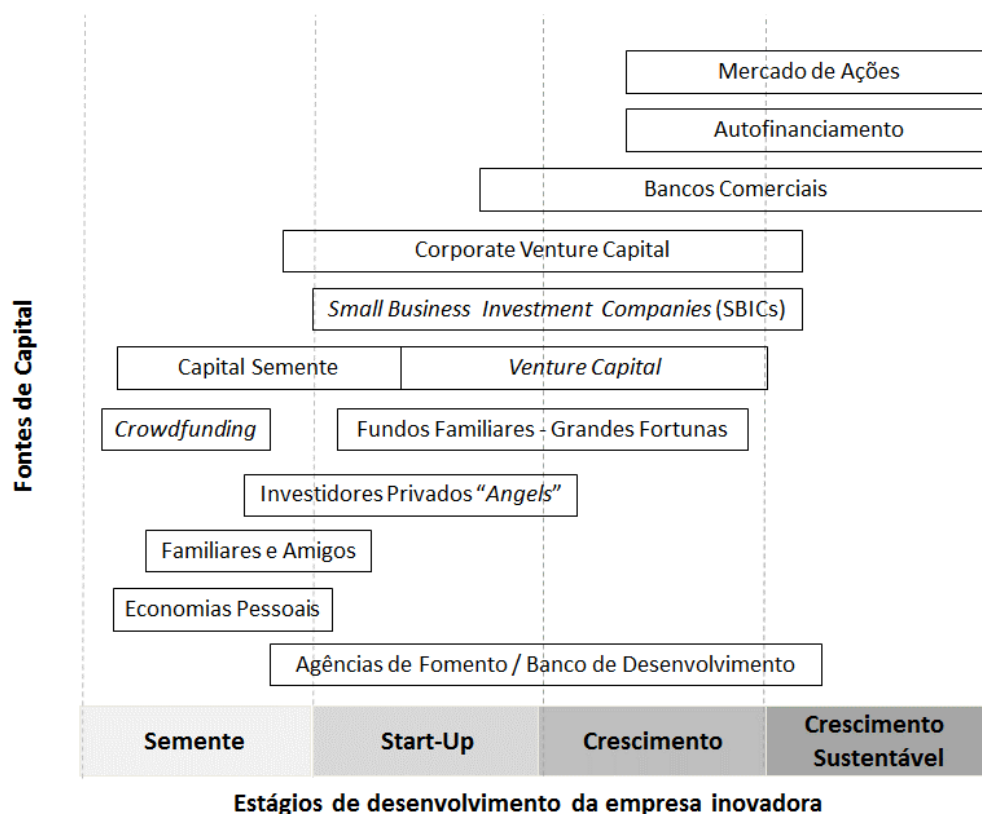 Mercado de Ações
Autofinanciamento
Bancos Comerciais
Corporate Venture Capital
Small Business Investment Companies (SBICs)
Capital Semente
Venture Capital
Crowdfunding
Fundos Familiares - Grandes Fortunas
Investidores Privados “Angels”
Familiares e Amigos
Economias Pessoais
Agências de Fomento / Banco de Desenvolvimento
Fontes de Capital
Semente
Start-Up
Crescimento
Crescimento
Sustentável
Estágios de desenvolvimento da empresa inovadora